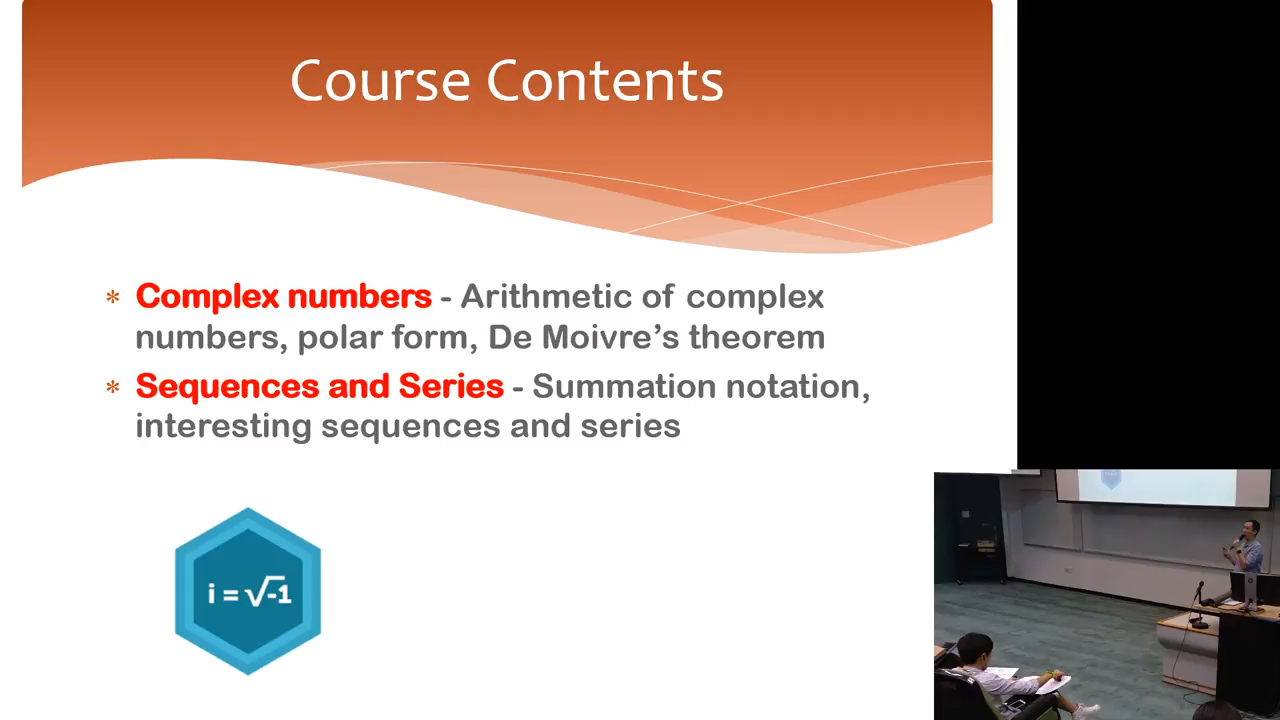 Course Contents
* Complex numbers - Arithmetic of complex
numbers, polar form, De Moivre’s theorem
* Sequences and Series - Summation notation,
interesting sequences and series
i = √-1